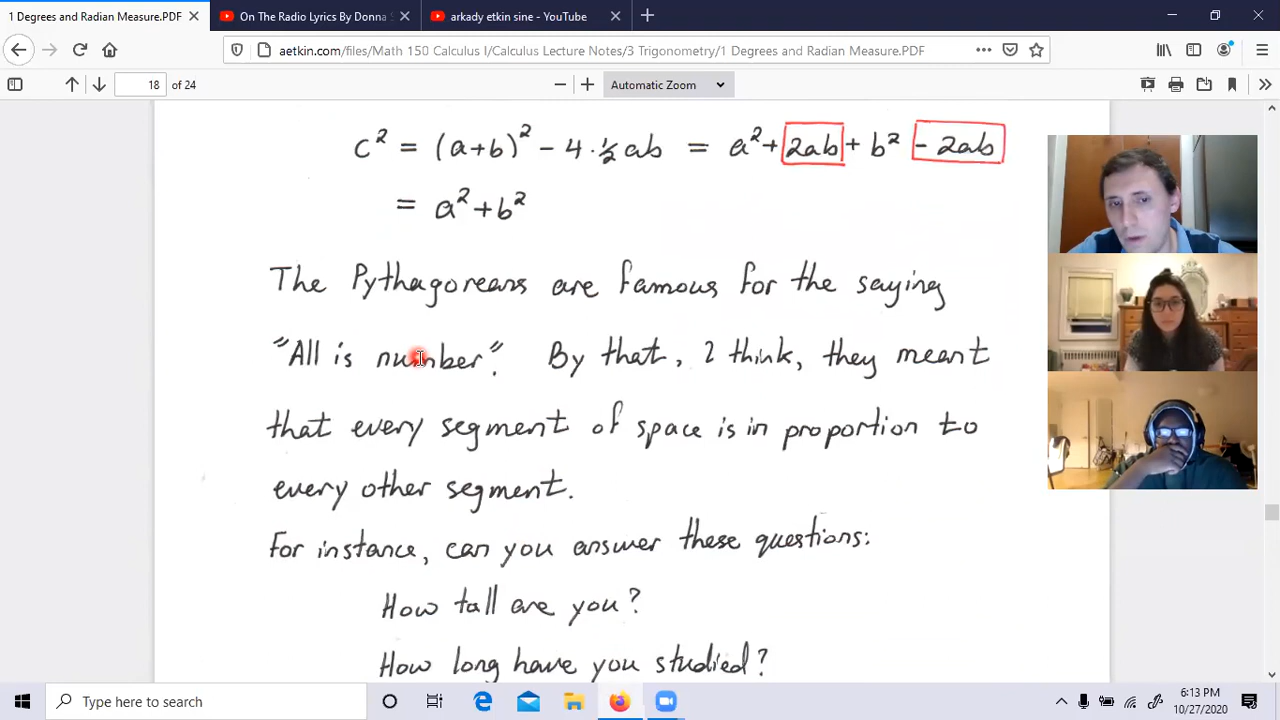 1 Degrees and Radian Measure.PDF
On The Radio Lyrics By Donna S
arkady etkin sine - YouTube
aetkin.com/files/Math 150 Calculus I/Calculus Lecture Notes/3 Trigonometry/1 Degrees and Radian Measure.PDF
18 of 24
Automatic Zoom
c² = (a+b)² - 4·½ab = a² + 2ab + b² - 2ab
= a² + b²
The Pythagoreans are famous for the saying
"All is number". By that, I think, they meant
that every segment of space is in proportion to
every other segment.
For instance, can you answer these questions:
How tall are you?
How long have you studied?
Type here to search
6:13 PM
10/27/2020